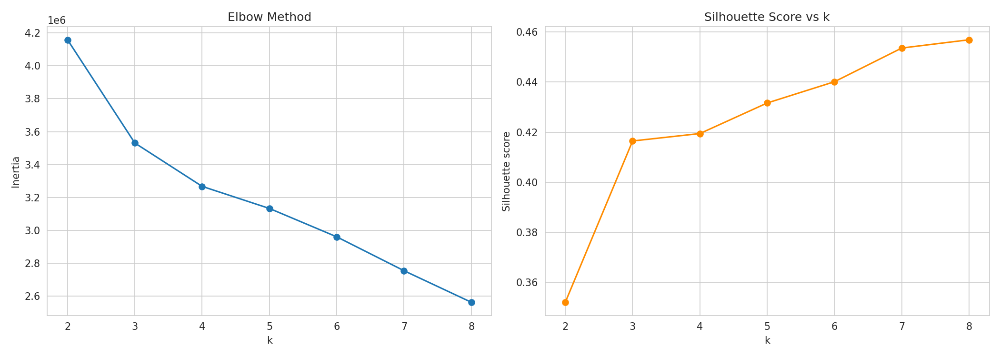 Elbow Method
1e6
4.2
4.0
3.8
3.6
3.4
3.2
3.0
2.8
2.6
Inertia
2 3 4 5 6 7 8
k
Silhouette Score vs k
0.46
0.44
0.42
0.40
0.38
0.36
Silhouette score
2 3 4 5 6 7 8
k